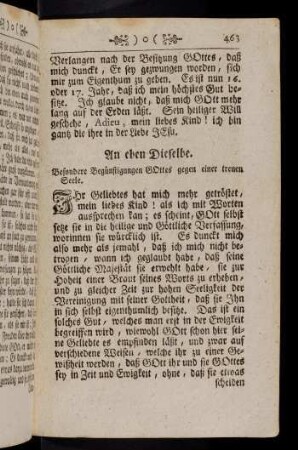 ) o ( 463
Verlangen nach der Besitzung GOttes, daß
mich dunckt, Er sey gezwungen worden, sich
mir zum Eigenthum zu geben. Es ist nun 16.
oder 17. Jahr, daß ich mein höchstes Gut be-
sitze. Ich glaube nicht, daß mich GOtt mehr
lang auf der Erden läßt. Sein heiliger Will
geschehe, Adieu, mein liebes Kind! ich bin
gantz die ihre in der Liebe JEsu.
An eben Dieselbe.
Besondere Begünstigungen GOttes gegen einer treuen
Seele.
Ihr Geliebtes hat mich mehr getröstet,
mein liebes Kind! als ich mit Worten
aussprechen kan; es scheint, GOtt selbst
setzt sie in die heilige und Göttliche Verfassung,
worinnen sie würcklich ist. Es dunckt mich
also mehr als jemahl, daß ich mich nicht be-
trogen, wann ich geglaubt habe, daß seine
Göttliche Majestät sie erwehlt habe, sie zur
Hoheit einer Braut seines Worts zu erheben,
und zu gleicher Zeit zur hohen Seeligkeit der
Vereinigung mit seiner Gottheit, daß sie Ihn
in sich selbst eigenthumlich besitze. Das ist ein
solches Gut, welches man erst in der Ewigkeit
begreiffen wird, wiewohl GOtt schon hier sei-
ne Geliebte es empfinden läßt, und zwar auf
verschiedene Weisen, welche ihr zu einer Ge-
wißheit werden, daß GOtt ihr und sie GOttes
sey in Zeit und Ewigkeit, ohne, daß sie etwas
scheiden